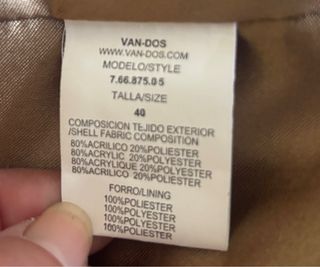 VAN-DOS
WWW.VAN-DOS.COM
MODELO/STYLE
7.66.875.0·5
TALLA/SIZE
40
COMPOSICION TEJIDO EXTERIOR
/SHELL FABRIC COMPOSITION
80%ACRILICO 20%POLIESTER
80%ACRYLIC 20%POLYESTER
80%ACRYLIQUE 20%POLYESTER
80%ACRILICO 20%POLIESTER
FORRO/LINING
100%POLIESTER
100%POLYESTER
100%POLYESTER
100%POLIESTER